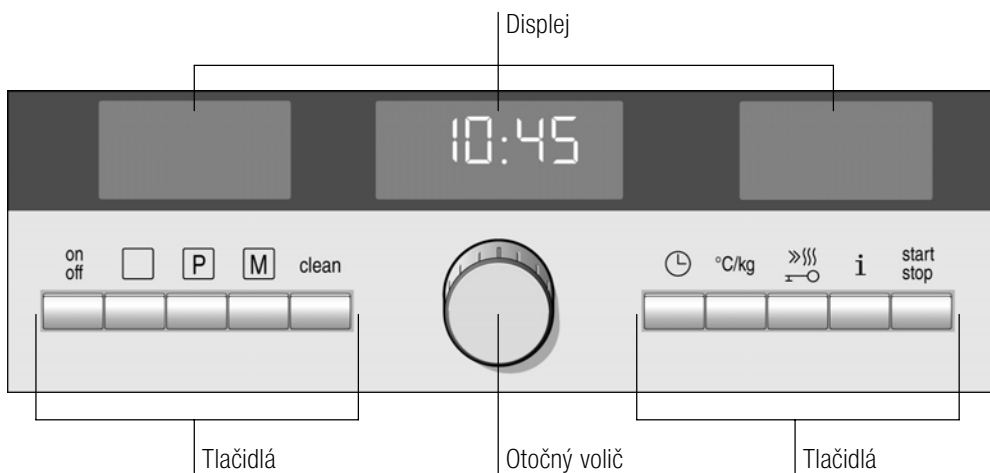 Displej
10:45
on
off
P
M
clean
°C/kg
i
start
stop
Tlačidlá
Otočný volič
Tlačidlá